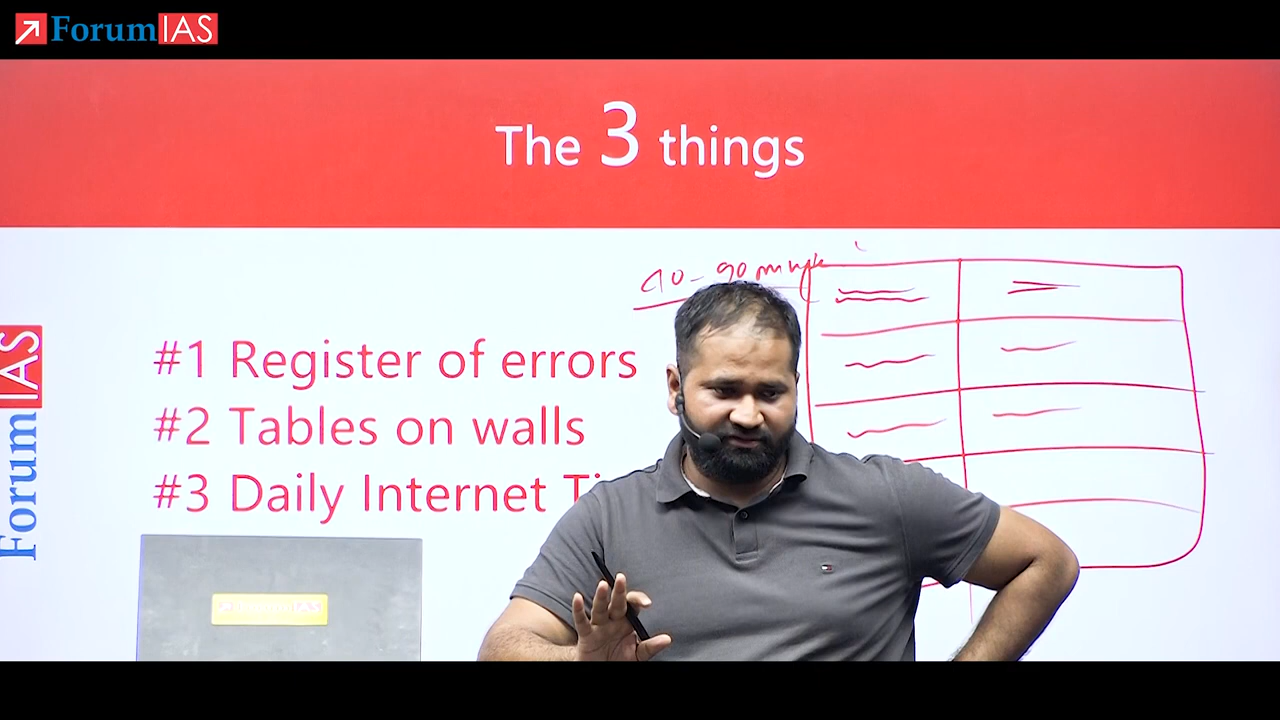 ForumIAS
The 3 things
#1 Register of errors
#2 Tables on walls
#3 Daily Internet
ForumIAS